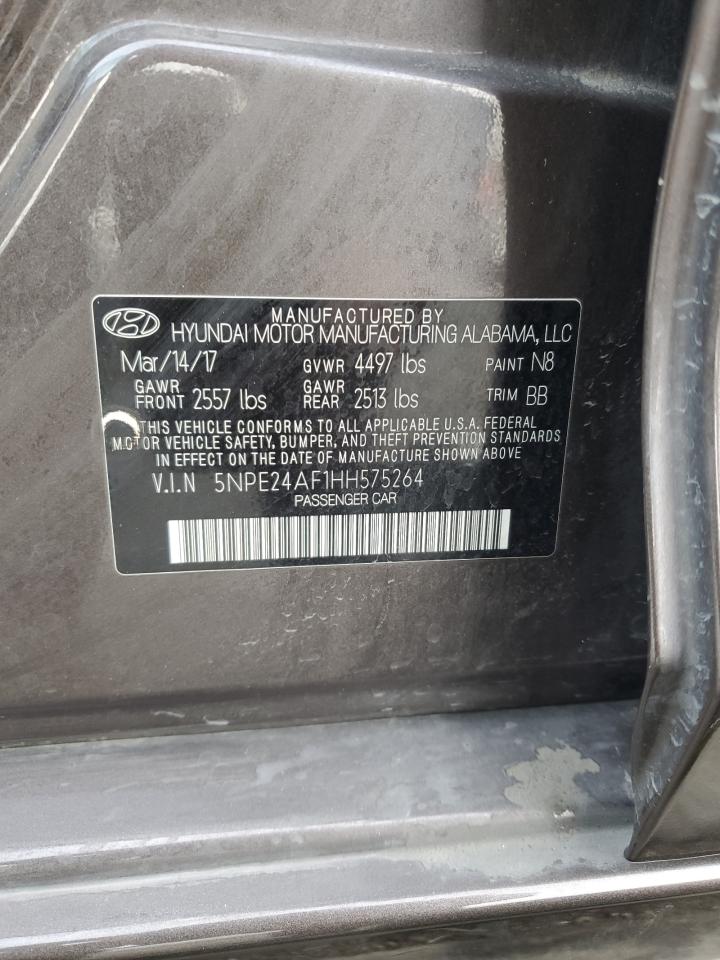 MANUFACTURED BY
HYUNDAI MOTOR MANUFACTURING ALABAMA, LLC
Mar/14/17 GVWR 4497 lbs PAINT N8
GAWR FRONT 2557 lbs GAWR REAR 2513 lbs TRIM BB
THIS VEHICLE CONFORMS TO ALL APPLICABLE U.S.A. FEDERAL
MOTOR VEHICLE SAFETY, BUMPER, AND THEFT PREVENTION STANDARDS
IN EFFECT ON THE DATE OF MANUFACTURE SHOWN ABOVE
V.I.N 5NPE24AF1HH575264
PASSENGER CAR